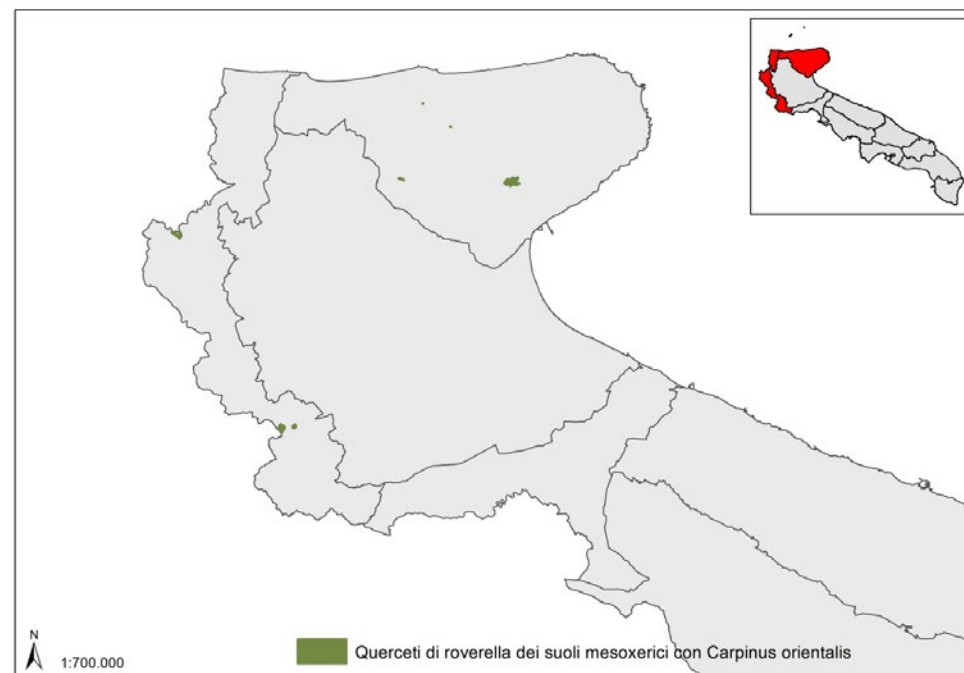 N
1:700.000
Querceti di roverella dei suoli mesoxerici con Carpinus orientalis